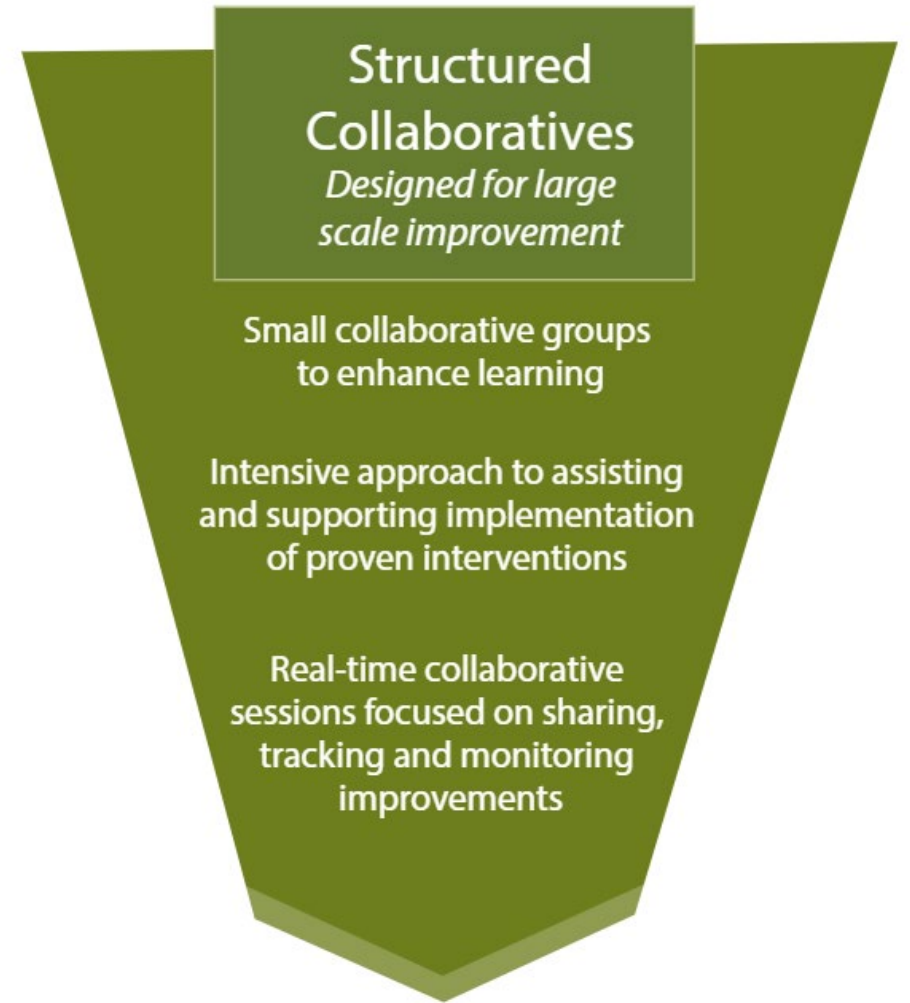 Structured
Collaboratives
Designed for large
scale improvement
Small collaborative groups
to enhance learning
Intensive approach to assisting
and supporting implementation
of proven interventions
Real-time collaborative
sessions focused on sharing,
tracking and monitoring
improvements